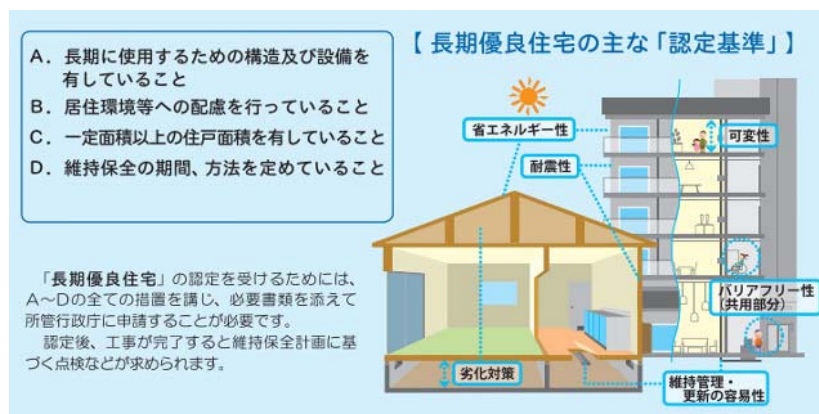 【 長期優良住宅の主な「認定基準」】
A．長期に使用するための構造及び設備を
有していること
B．居住環境等への配慮を行っていること
C．一定面積以上の住戸面積を有していること
D．維持保全の期間、方法を定めていること
「長期優良住宅」の認定を受けるためには、
A〜Dの全ての措置を講じ、必要書類を添えて
所管行政庁に申請することが必要です。
認定後、工事が完了すると維持保全計画に基
づく点検などが求められます。
省エネルギー性
可変性
耐震性
バリアフリー性
（共用部分）
劣化対策
維持管理・
更新の容易性